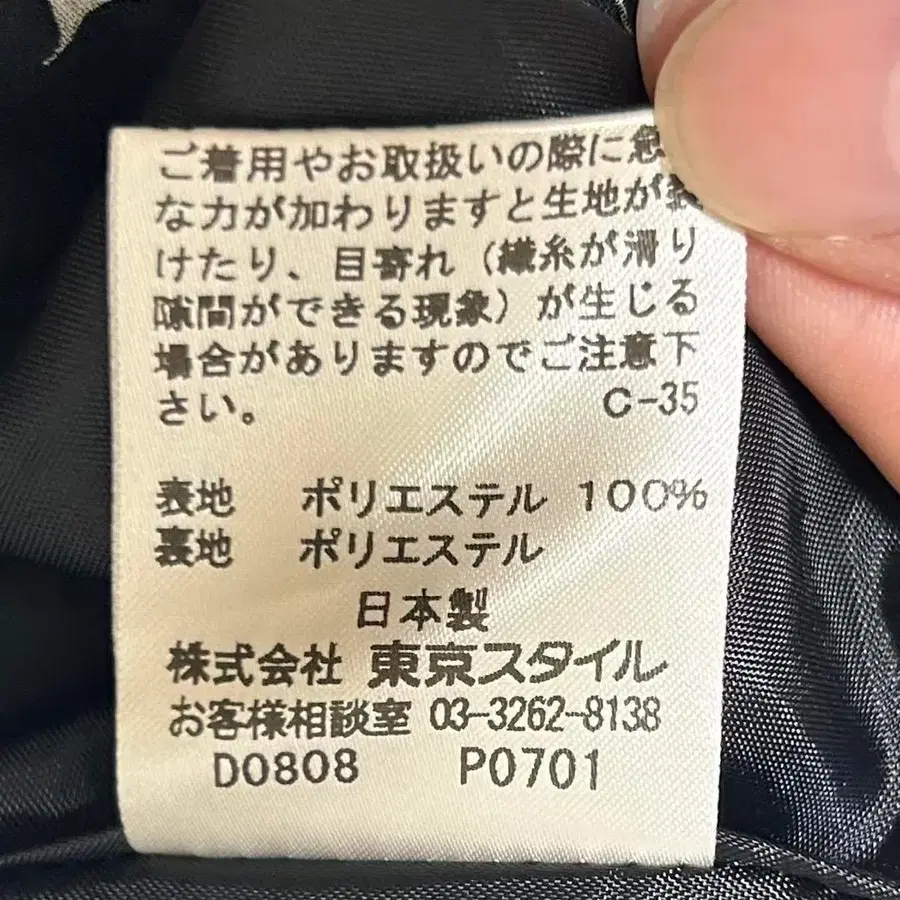 ご着用やお取扱いの際に急
な力が加わりますと生地が裂
けたり、目寄れ（織糸が滑り
隙間ができる現象）が生じる
場合がありますのでご注意下
さい。 C-35
表地 ポリエステル 100%
裏地 ポリエステル
日本製
株式会社 東京スタイル
お客様相談室 03-3262-8138
D0808 P0701